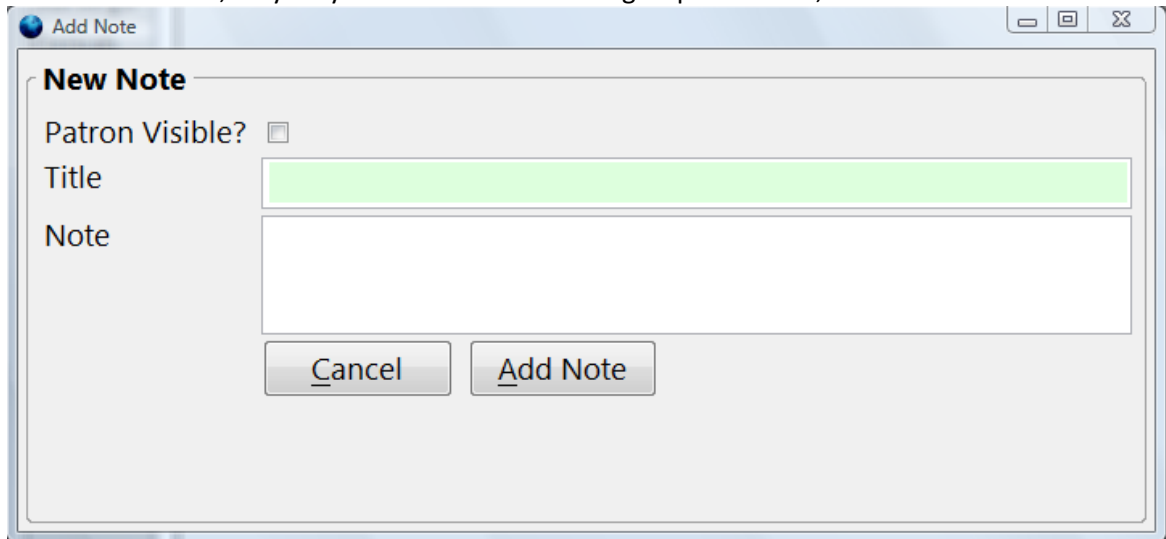 Add Note
New Note
Patron Visible?
Title
Note
Cancel Add Note